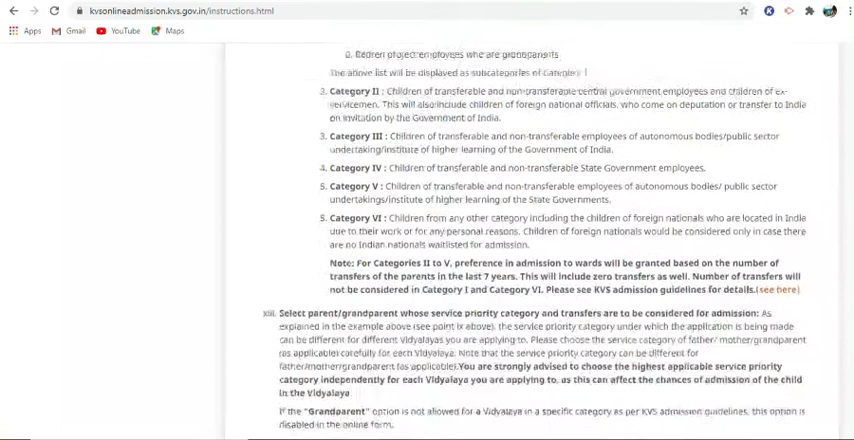 kvsonlineadmission.kvs.gov.in/instructions.html
Apps Gmail YouTube Maps
project employees who are grandparents
The above list will be displayed as subcategories of Category I
Category II : Children of transferable and non-transferable central government employees and children of ex-
servicemen. This will also include children of foreign national officials, who come on deputation or transfer to India
on invitation by the Government of India.
3. Category III : Children of transferable and non-transferable employees of autonomous bodies/public sector
undertaking/institute of higher learning of the Government of India.
4. Category IV : Children of transferable and non-transferable State Government employees.
5. Category V : Children of transferable and non-transferable employees of autonomous bodies/ public sector
undertakings/institute of higher learning of the State Governments.
Category VI : Children from any other category including the children of foreign nationals who are located in India
due to their work or for any personal reasons. Children of foreign nationals would be considered only in case there
are no Indian nationals waitlisted for admission.
Note: For Categories II to V, preference in admission to wards will be granted based on the number of
transfers of the parents in the last 7 years. This will include zero transfers as well. Number of transfers will
not be considered in Category I and Category VI. Please see KVS admission guidelines for details.(see here)
xiii. Select parent/grandparent whose service priority category and transfers are to be considered for admission: As
explained in the example above (see point ix above), the service priority category under which the application is being made
can be different for different Vidyalayas you are applying to. Please choose the service category of father/ mother/grandparent
(as applicable) carefully for each Vidyalaya. Note that the service priority category can be different for
father/mother/grandparent (as applicable).You are strongly advised to choose the highest applicable service priority
category independently for each Vidyalaya you are applying to, as this can affect the chances of admission of the child
in the Vidyalaya.
If the "Grandparent" option is not allowed for a Vidyalaya in a specific category as per KVS admission guidelines, this option is
disabled in the online form.